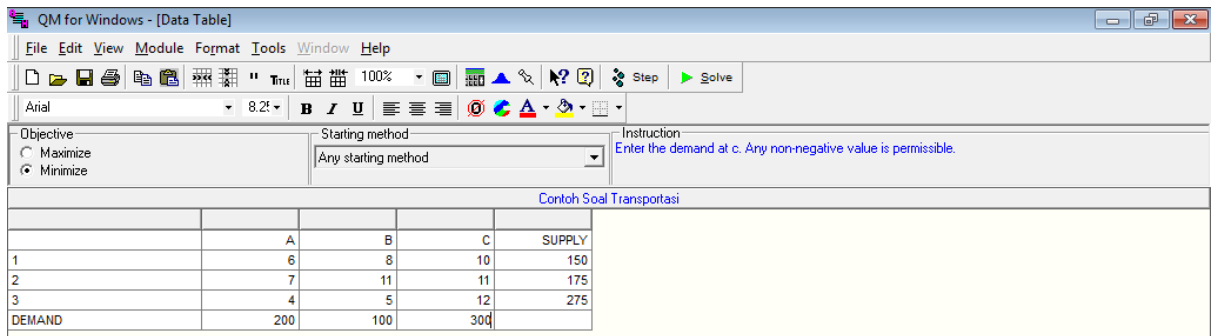 QM for Windows - [Data Table]
File Edit View Module Format Tools Window Help
" TITLE 100% Step Solve
Arial 8.2 B I U A
Objective Starting method Instruction
Maximize Any starting method Enter the demand at c. Any non-negative value is permissible.
Minimize
Contoh Soal Transportasi
A B C SUPPLY
1 6 8 10 150
2 7 11 11 175
3 4 5 12 275
DEMAND 200 100 300